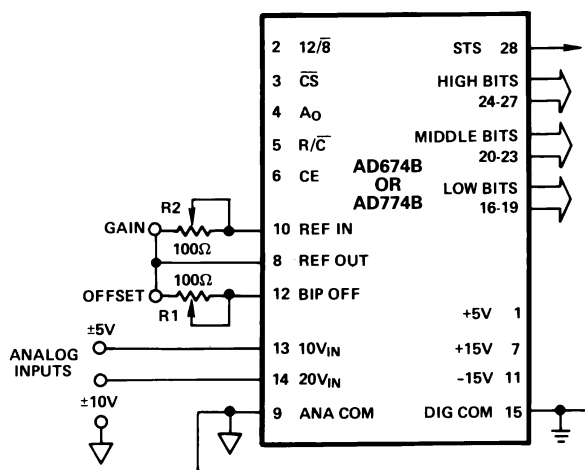 2 12/8̅ STS 28
3 C̅S̅ HIGH BITS
24-27
4 AO
MIDDLE BITS
5 R/C̅ 20-23
6 CE AD674B
OR
AD774B
LOW BITS
16-19
R2
GAIN 10 REF IN
100Ω
8 REF OUT
100Ω
OFFSET 12 BIP OFF
R1
+5V 1
±5V
ANALOG
INPUTS
13 10VIN +15V 7
14 20VIN –15V 11
±10V
9 ANA COM DIG COM 15